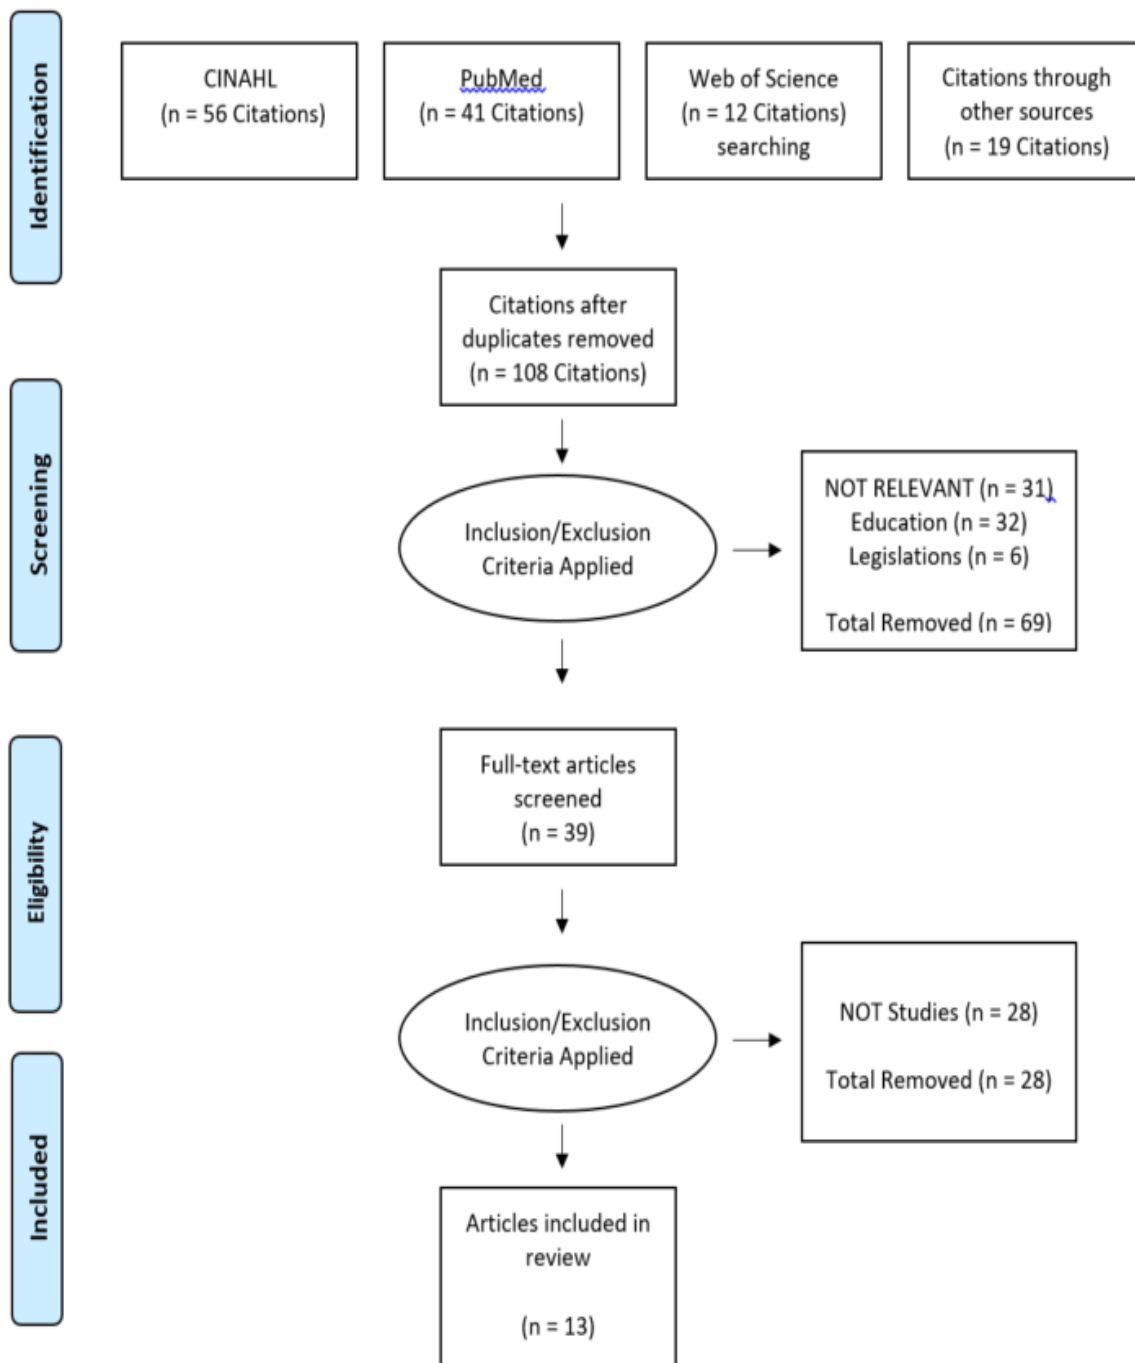 Identification
CINAHL
(n = 56 Citations)
PubMed
(n = 41 Citations)
Web of Science
(n = 12 Citations)
searching
Citations through
other sources
(n = 19 Citations)
Citations after
duplicates removed
(n = 108 Citations)
Screening
Inclusion/Exclusion
Criteria Applied
NOT RELEVANT (n = 31)
Education (n = 32)
Legislations (n = 6)
Total Removed (n = 69)
Eligibility
Full-text articles
screened
(n = 39)
Inclusion/Exclusion
Criteria Applied
NOT Studies (n = 28)
Total Removed (n = 28)
Included
Articles included in
review
(n = 13)